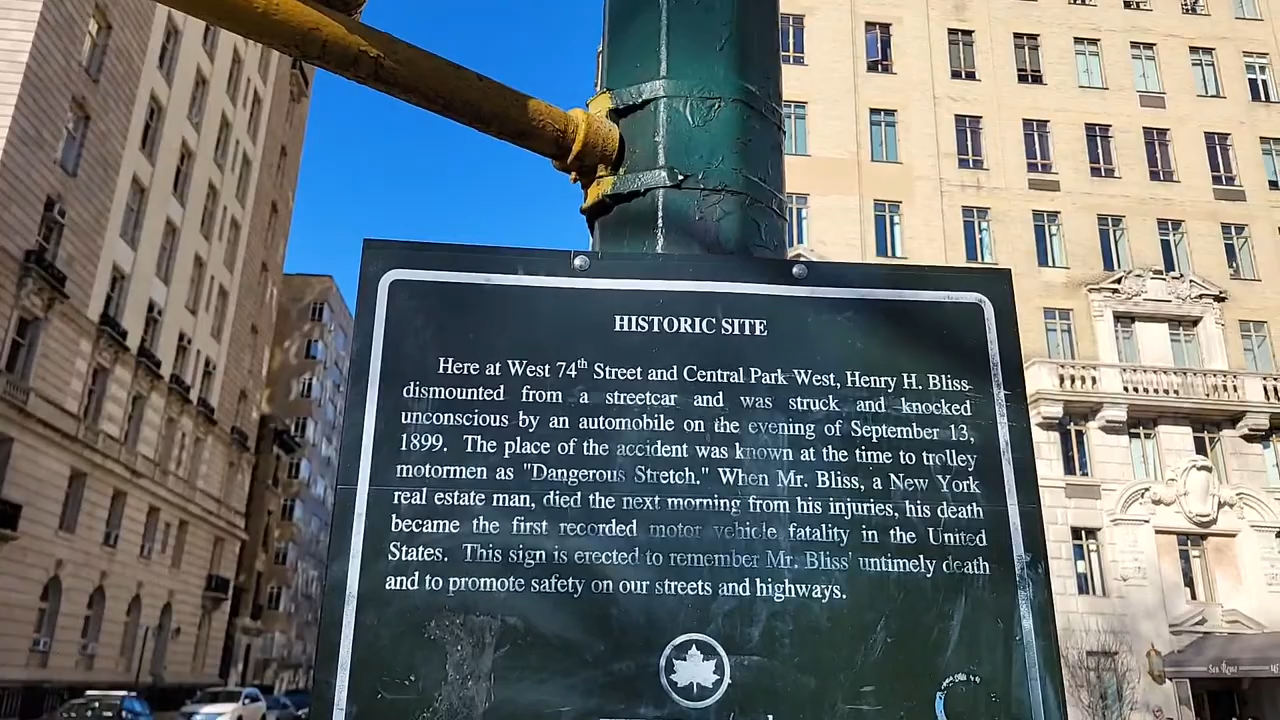 HISTORIC SITE
Here at West 74th Street and Central Park West, Henry H. Bliss
dismounted from a streetcar and was struck and knocked
unconscious by an automobile on the evening of September 13,
1899. The place of the accident was known at the time to trolley
motormen as "Dangerous Stretch." When Mr. Bliss, a New York
real estate man, died the next morning from his injuries, his death
became the first recorded motor vehicle fatality in the United
States. This sign is erected to remember Mr. Bliss' untimely death
and to promote safety on our streets and highways.
San Remo